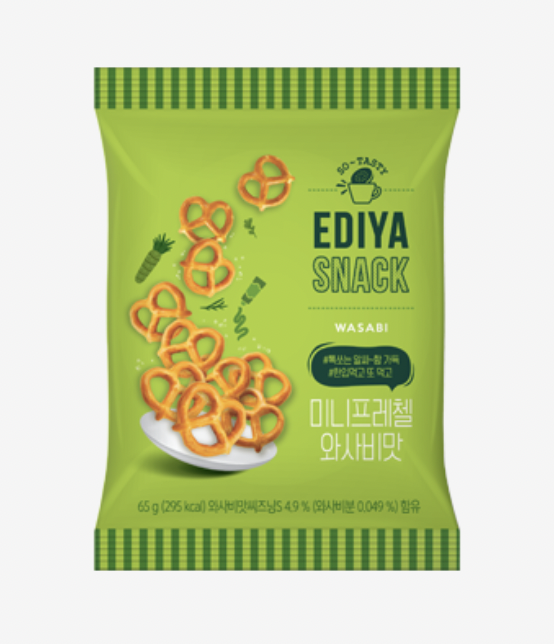 SO-TASTY
EDIYA
SNACK
WASABI
#톡쏘는 알싸-함 가득
#한입먹고 또 먹고
미니프레첼
와사비맛
65 g (295 kcal) 와사비맛씨즈닝S 4.9 % (와사비분 0.049 %) 함유